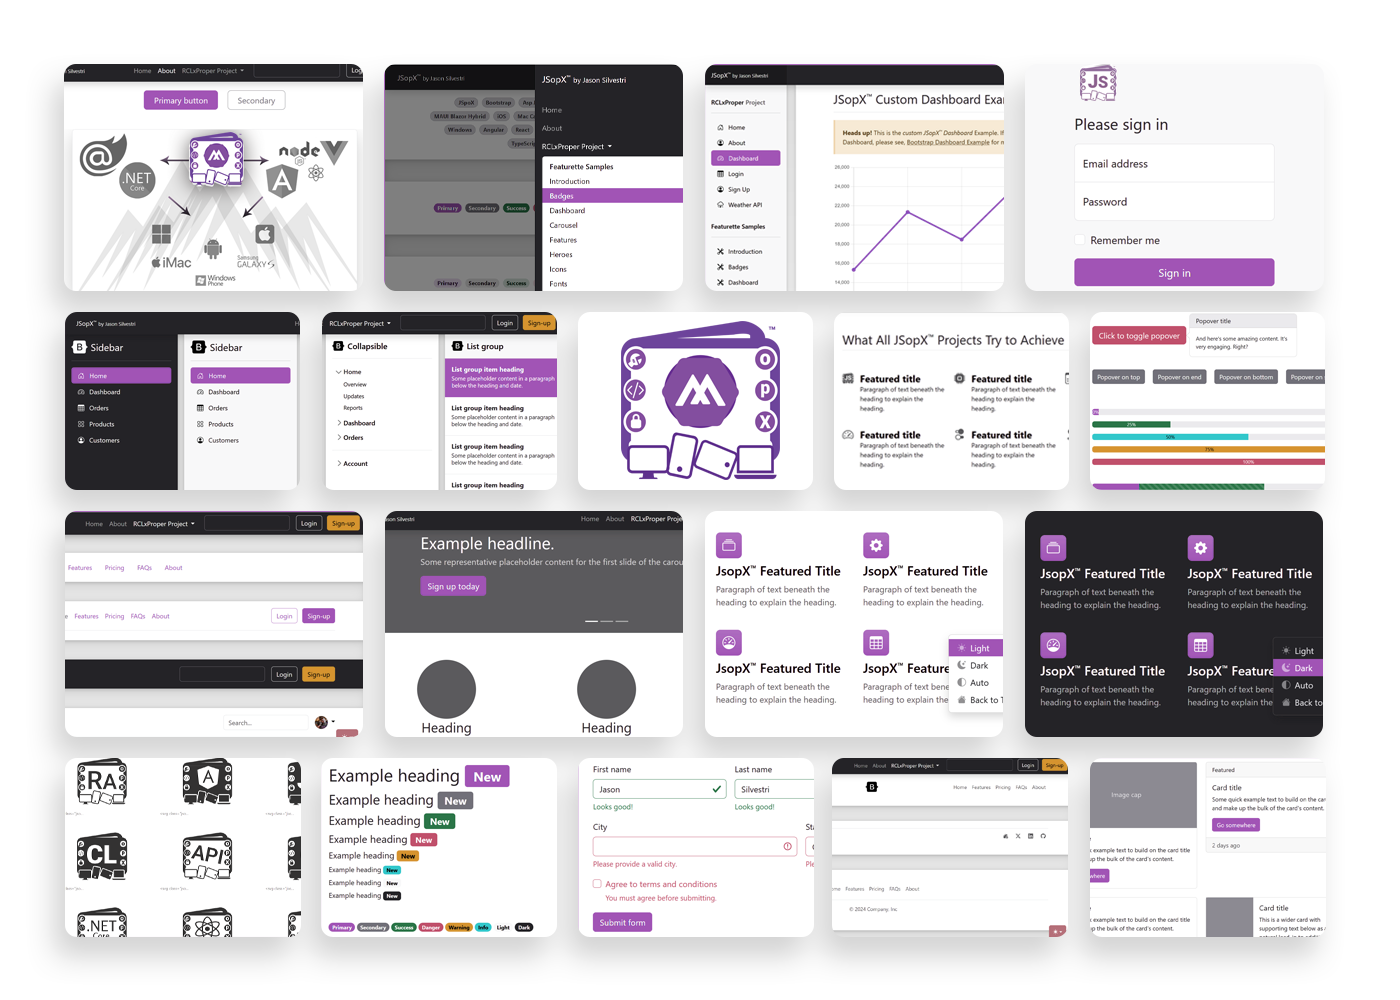 n Silvestri
Home About RCLxProper Project
Log
Primary button
Secondary
.NET
Core
node
JS
iMac
Samsung
GALAXY S
Windows
Phone
JSopX™ by Jason Silvestri
JSpoX Bootstrap
MAUI Blazor Hybrid iOS Mac C
Windows Angular React
TypeScri
Primary Secondary Success
Primary Secondary Success
JSopX™ by Jason Silvestri
Home
About
RCLxProper Project
Featurette Samples
Introduction
Badges
Dashboard
Carousel
Features
Heroes
Icons
Fonts
JSopX™ by Jason Silvestri
RCLxProper Project
Home
About
Dashboard
Login
Sign Up
Weather API
Featurette Samples
Introduction
Badges
Dashboard
JSopX™ Custom Dashboard Exa
Heads up! This is the custom JSopX™ Dashboard Example. If
Dashboard, please see, Bootstrap Dashboard Example for m
26,000
24,000
22,000
20,000
18,000
16,000
14,000
JS
Please sign in
Email address
Password
Remember me
Sign in
JSopX™ by Jason Silvestri
H
B Sidebar
Home
Dashboard
Orders
Products
Customers
B Sidebar
Home
Dashboard
Orders
Products
Customers
RCLxProper Project
Login
Sign-up
B Collapsible
Home
Overview
Updates
Reports
Dashboard
Orders
Account
B List group
List group item heading
Some placeholder content in a paragraph
below the heading and date.
List group item heading
Some placeholder content in a paragraph
below the heading and date.
List group item heading
Some placeholder content in a paragraph
below the heading and date.
List group item heading
™
O
</> p
X
What All JSopX™ Projects Try to Achieve
JS Featured title
Paragraph of text beneath the
heading to explain the
heading.
Featured title
Paragraph of text beneath the
heading to explain the
heading.
Featured title
Paragraph of text beneath the
heading to explain the
heading.
Featured title
Paragraph of text beneath the
heading to explain the
heading.
Click to toggle popover
Popover title
And here's some amazing content. It's
very engaging. Right?
Popover on top
Popover on end
Popover on bottom
Popover on
0%
25%
50%
75%
100%
Home About RCLxProper Project
Login
Sign-up
Features Pricing FAQs About
e Features Pricing FAQs About
Login
Sign-up
Login
Sign-up
Search...
ason Silvestri
Home About RCLxProper Proje
Example headline.
Some representative placeholder content for the first slide of the carou
Sign up today
Heading
Heading
JsopX™ Featured Title
Paragraph of text beneath the
heading to explain the heading.
JsopX™ Featured Title
Paragraph of text beneath the
heading to explain the heading.
JsopX™ Featured Title
Paragraph of text beneath the
heading to explain the heading.
JsopX™ Featured
Paragraph of text bene
heading to explain the
Light
Dark
Auto
Back to T
JsopX™ Featured Title
Paragraph of text beneath the
heading to explain the heading.
JsopX™ Featured Title
Paragraph of text beneath the
heading to explain the heading.
JsopX™ Featured Title
Paragraph of text beneath the
heading to explain the heading.
JsopX™ Feature
Paragraph of text bene
heading to explain the
Light
Dark
Auto
Back to
RA
A
CL
API
.NET
Core
Example heading New
Example heading New
Example heading New
Example heading New
Example heading New
Example heading New
Example heading New
Example heading New
Primary Secondary Success Danger Warning Info Light Dark
First name
Jason
Looks good!
Last name
Silvestri
Looks good!
City
Please provide a valid city.
Sta
C
Ple
Agree to terms and conditions
You must agree before submitting.
Submit form
Home About RCLxProper Project
Login
Sign-up
B
Home Features Pricing FAQs About
ome Features Pricing FAQs About
© 2024 Company, Inc
Image cap
k example text to build on the card title
up the bulk of the card's content.
where
Featured
Card title
Some quick example text to build on the car
and make up the bulk of the card's content.
Go somewhere
2 days ago
k example text to build on the card title
up the bulk of the card's content.
Card title
This is a wider card with
supporting text below as